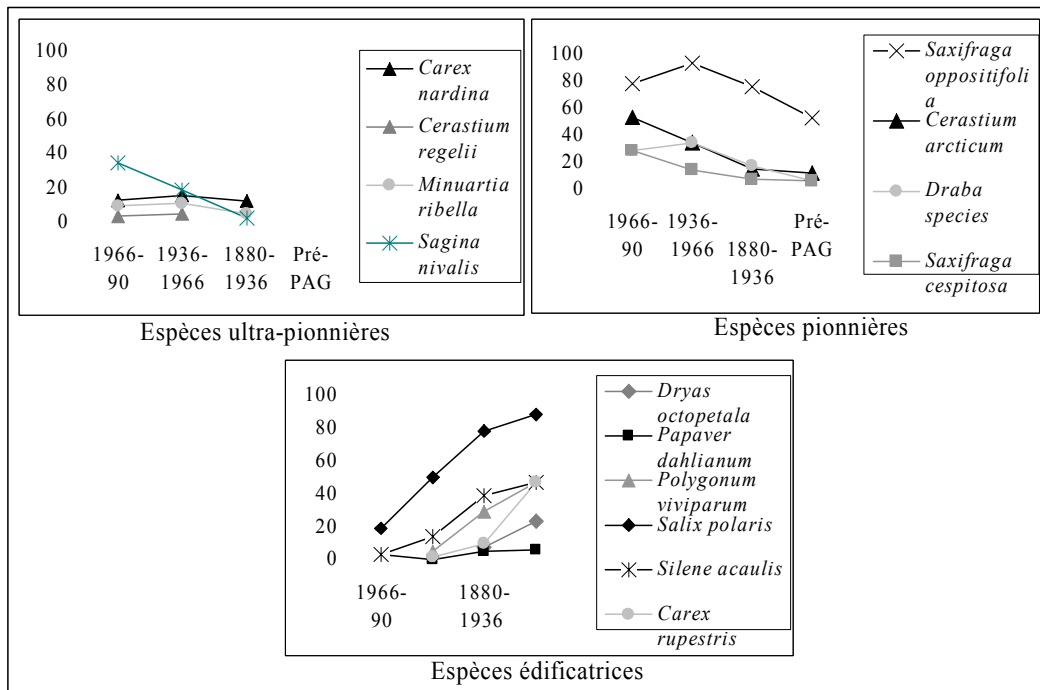 100
80
60
40
20
0
1966-
90
1936-
1966
1880-
1936
Pré-
PAG
Carex
nardina
Cerastium
regelii
Minuartia
ribella
Sagina
nivalis
Espèces ultra-pionnières
100
80
60
40
20
0
1966-
90
1936-
1966
1880-
1936
Pré-
PAG
Saxifraga
oppositifoli
a
Cerastium
arcticum
Draba
species
Saxifraga
cespitosa
Espèces pionnières
100
80
60
40
20
0
1966-
90
1880-
1936
Dryas
octopetala
Papaver
dahlianum
Polygonum
viviparum
Salix polaris
Silene acaulis
Carex
rupestris
Espèces édificatrices